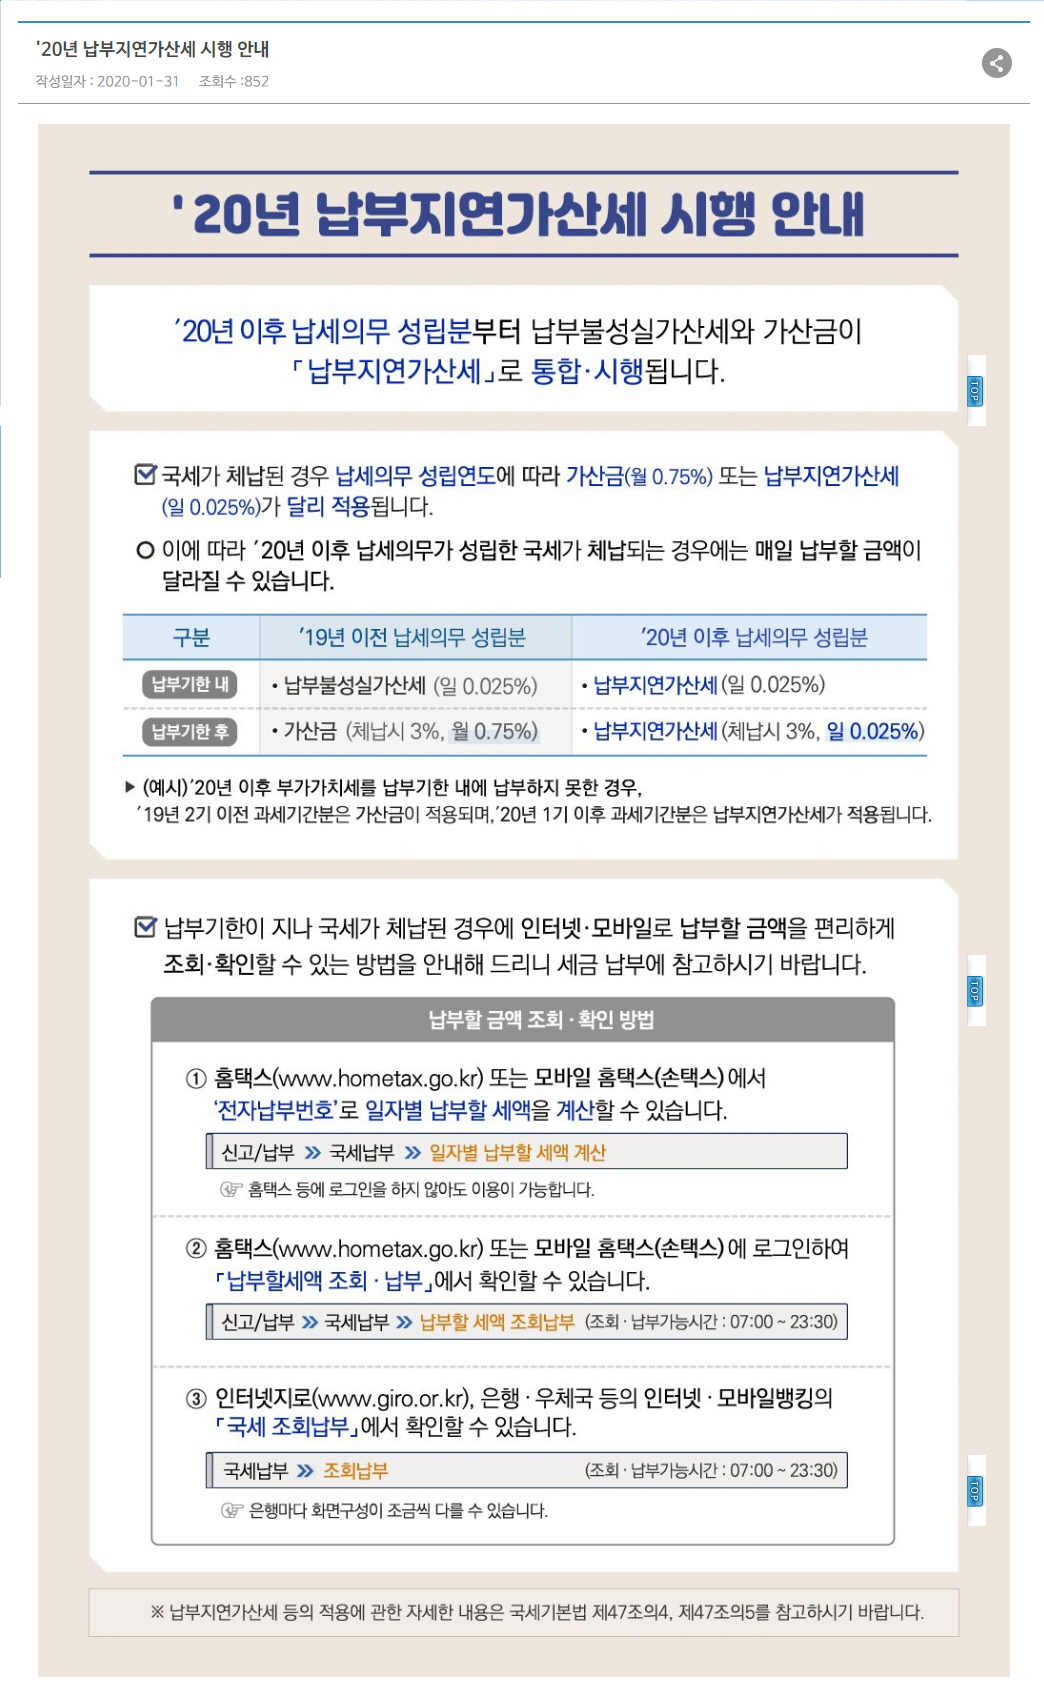 '20년 납부지연가산세 시행 안내
작성일자 : 2020-01-31 조회수 :852
'20년 납부지연가산세 시행 안내
´20년 이후 납세의무 성립분부터 납부불성실가산세와 가산금이
「납부지연가산세」로 통합·시행됩니다.
TOP
국세가 체납된 경우 납세의무 성립연도에 따라 가산금(월 0.75%) 또는 납부지연가산세
(일 0.025%)가 달리 적용됩니다.
○ 이에 따라 ´20년 이후 납세의무가 성립한 국세가 체납되는 경우에는 매일 납부할 금액이
달라질 수 있습니다.
구분 ´19년 이전 납세의무 성립분 ´20년 이후 납세의무 성립분
납부기한 내 • 납부불성실가산세 (일 0.025%) • 납부지연가산세(일 0.025%)
납부기한 후 • 가산금 (체납시 3%, 월 0.75%) • 납부지연가산세(체납시 3%, 일 0.025%)
▶ (예시)´20년 이후 부가가치세를 납부기한 내에 납부하지 못한 경우,
´19년 2기 이전 과세기간분은 가산금이 적용되며,´20년 1기 이후 과세기간분은 납부지연가산세가 적용됩니다.
납부기한이 지나 국세가 체납된 경우에 인터넷·모바일로 납부할 금액을 편리하게
조회·확인할 수 있는 방법을 안내해 드리니 세금 납부에 참고하시기 바랍니다.
TOP
납부할 금액 조회 · 확인 방법
① 홈택스(www.hometax.go.kr) 또는 모바일 홈택스(손택스)에서
‘전자납부번호’로 일자별 납부할 세액을 계산할 수 있습니다.
신고/납부 » 국세납부 » 일자별 납부할 세액 계산
☞ 홈택스 등에 로그인을 하지 않아도 이용이 가능합니다.
② 홈택스(www.hometax.go.kr) 또는 모바일 홈택스(손택스)에 로그인하여
「납부할세액 조회 · 납부」에서 확인할 수 있습니다.
신고/납부 » 국세납부 » 납부할 세액 조회납부 (조회 · 납부가능시간 : 07:00 ~ 23:30)
③ 인터넷지로(www.giro.or.kr), 은행 · 우체국 등의 인터넷 · 모바일뱅킹의
「국세 조회납부」에서 확인할 수 있습니다.
국세납부 » 조회납부 (조회 · 납부가능시간 : 07:00 ~ 23:30)
TOP
☞ 은행마다 화면구성이 조금씩 다를 수 있습니다.
※ 납부지연가산세 등의 적용에 관한 자세한 내용은 국세기본법 제47조의4, 제47조의5를 참고하시기 바랍니다.